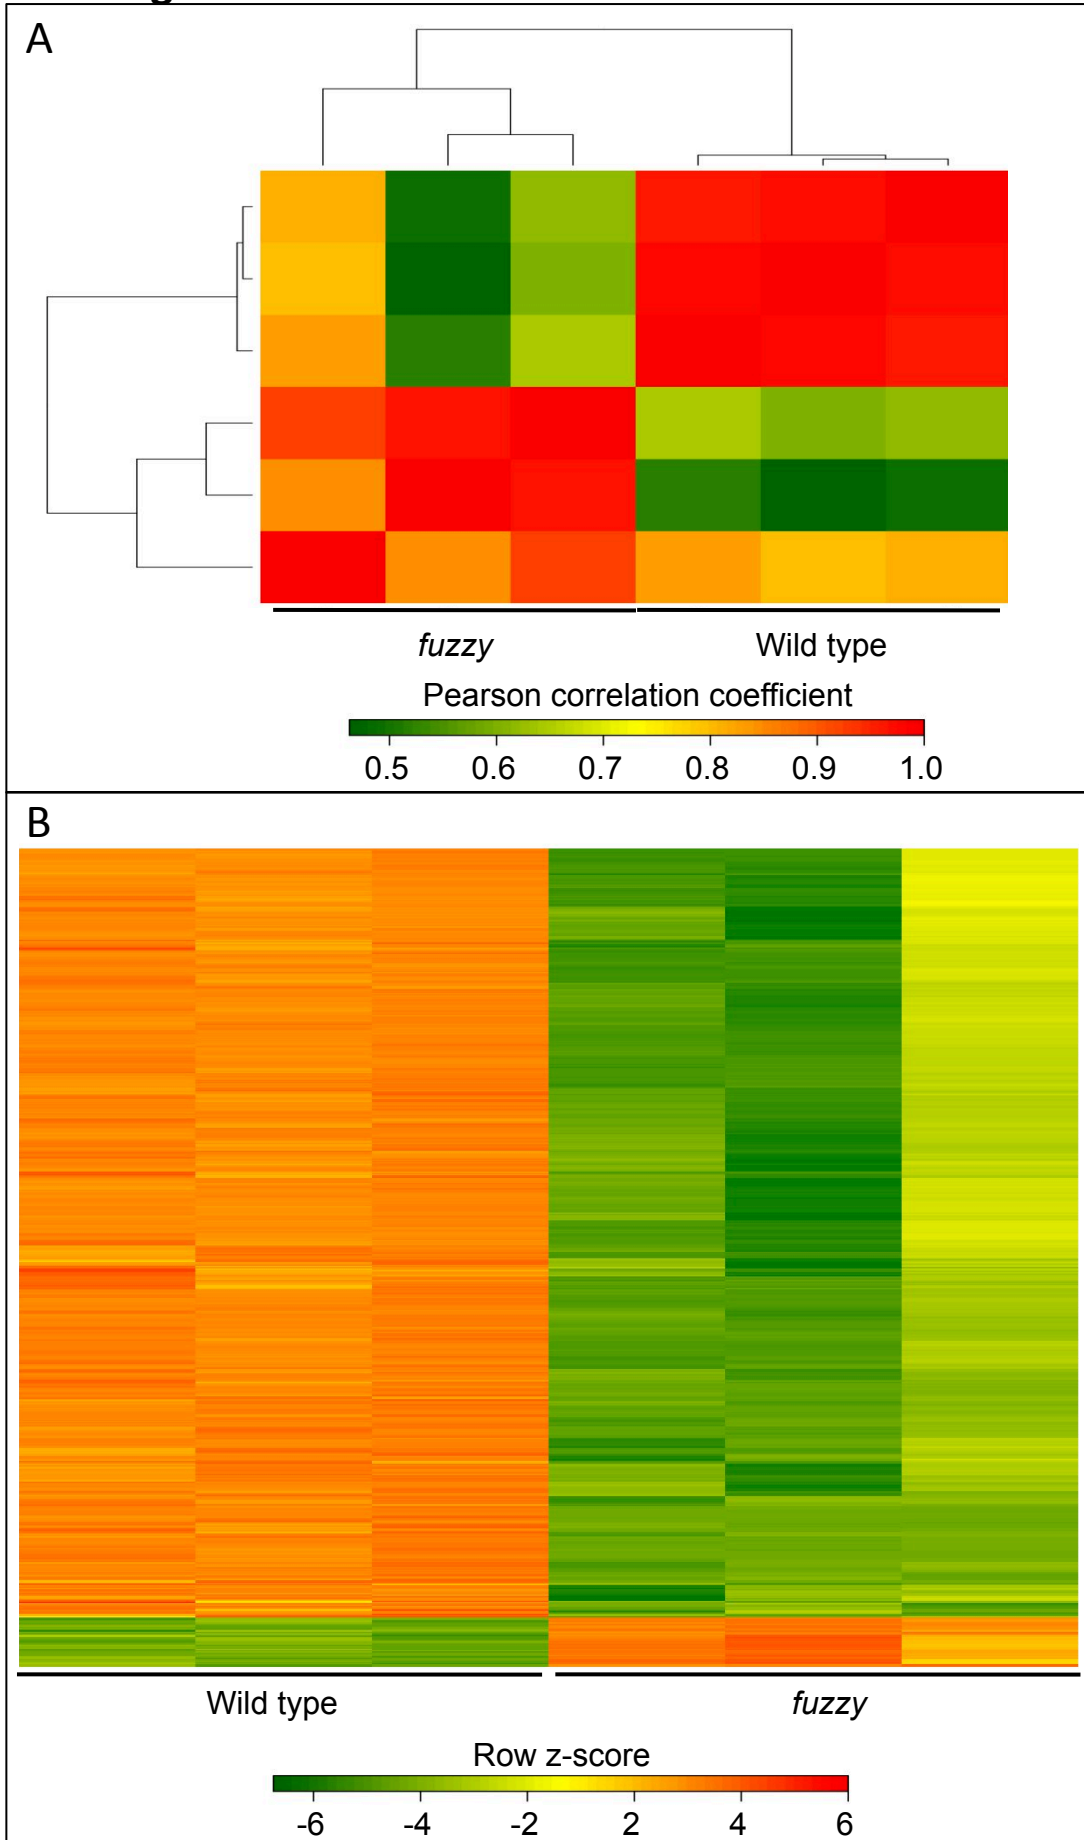 A
fuzzy Wild type
Pearson correlation coefficient
0.5 0.6 0.7 0.8 0.9 1.0
B
Wild type fuzzy
Row z-score
-6 -4 -2 2 4 6